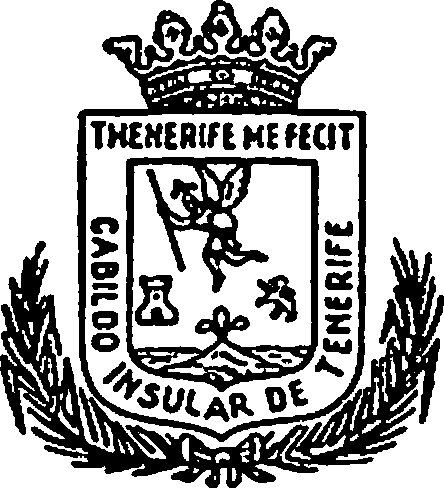 THENERIFE ME FECIT
CABILDO INSULAR DE TENERIFE